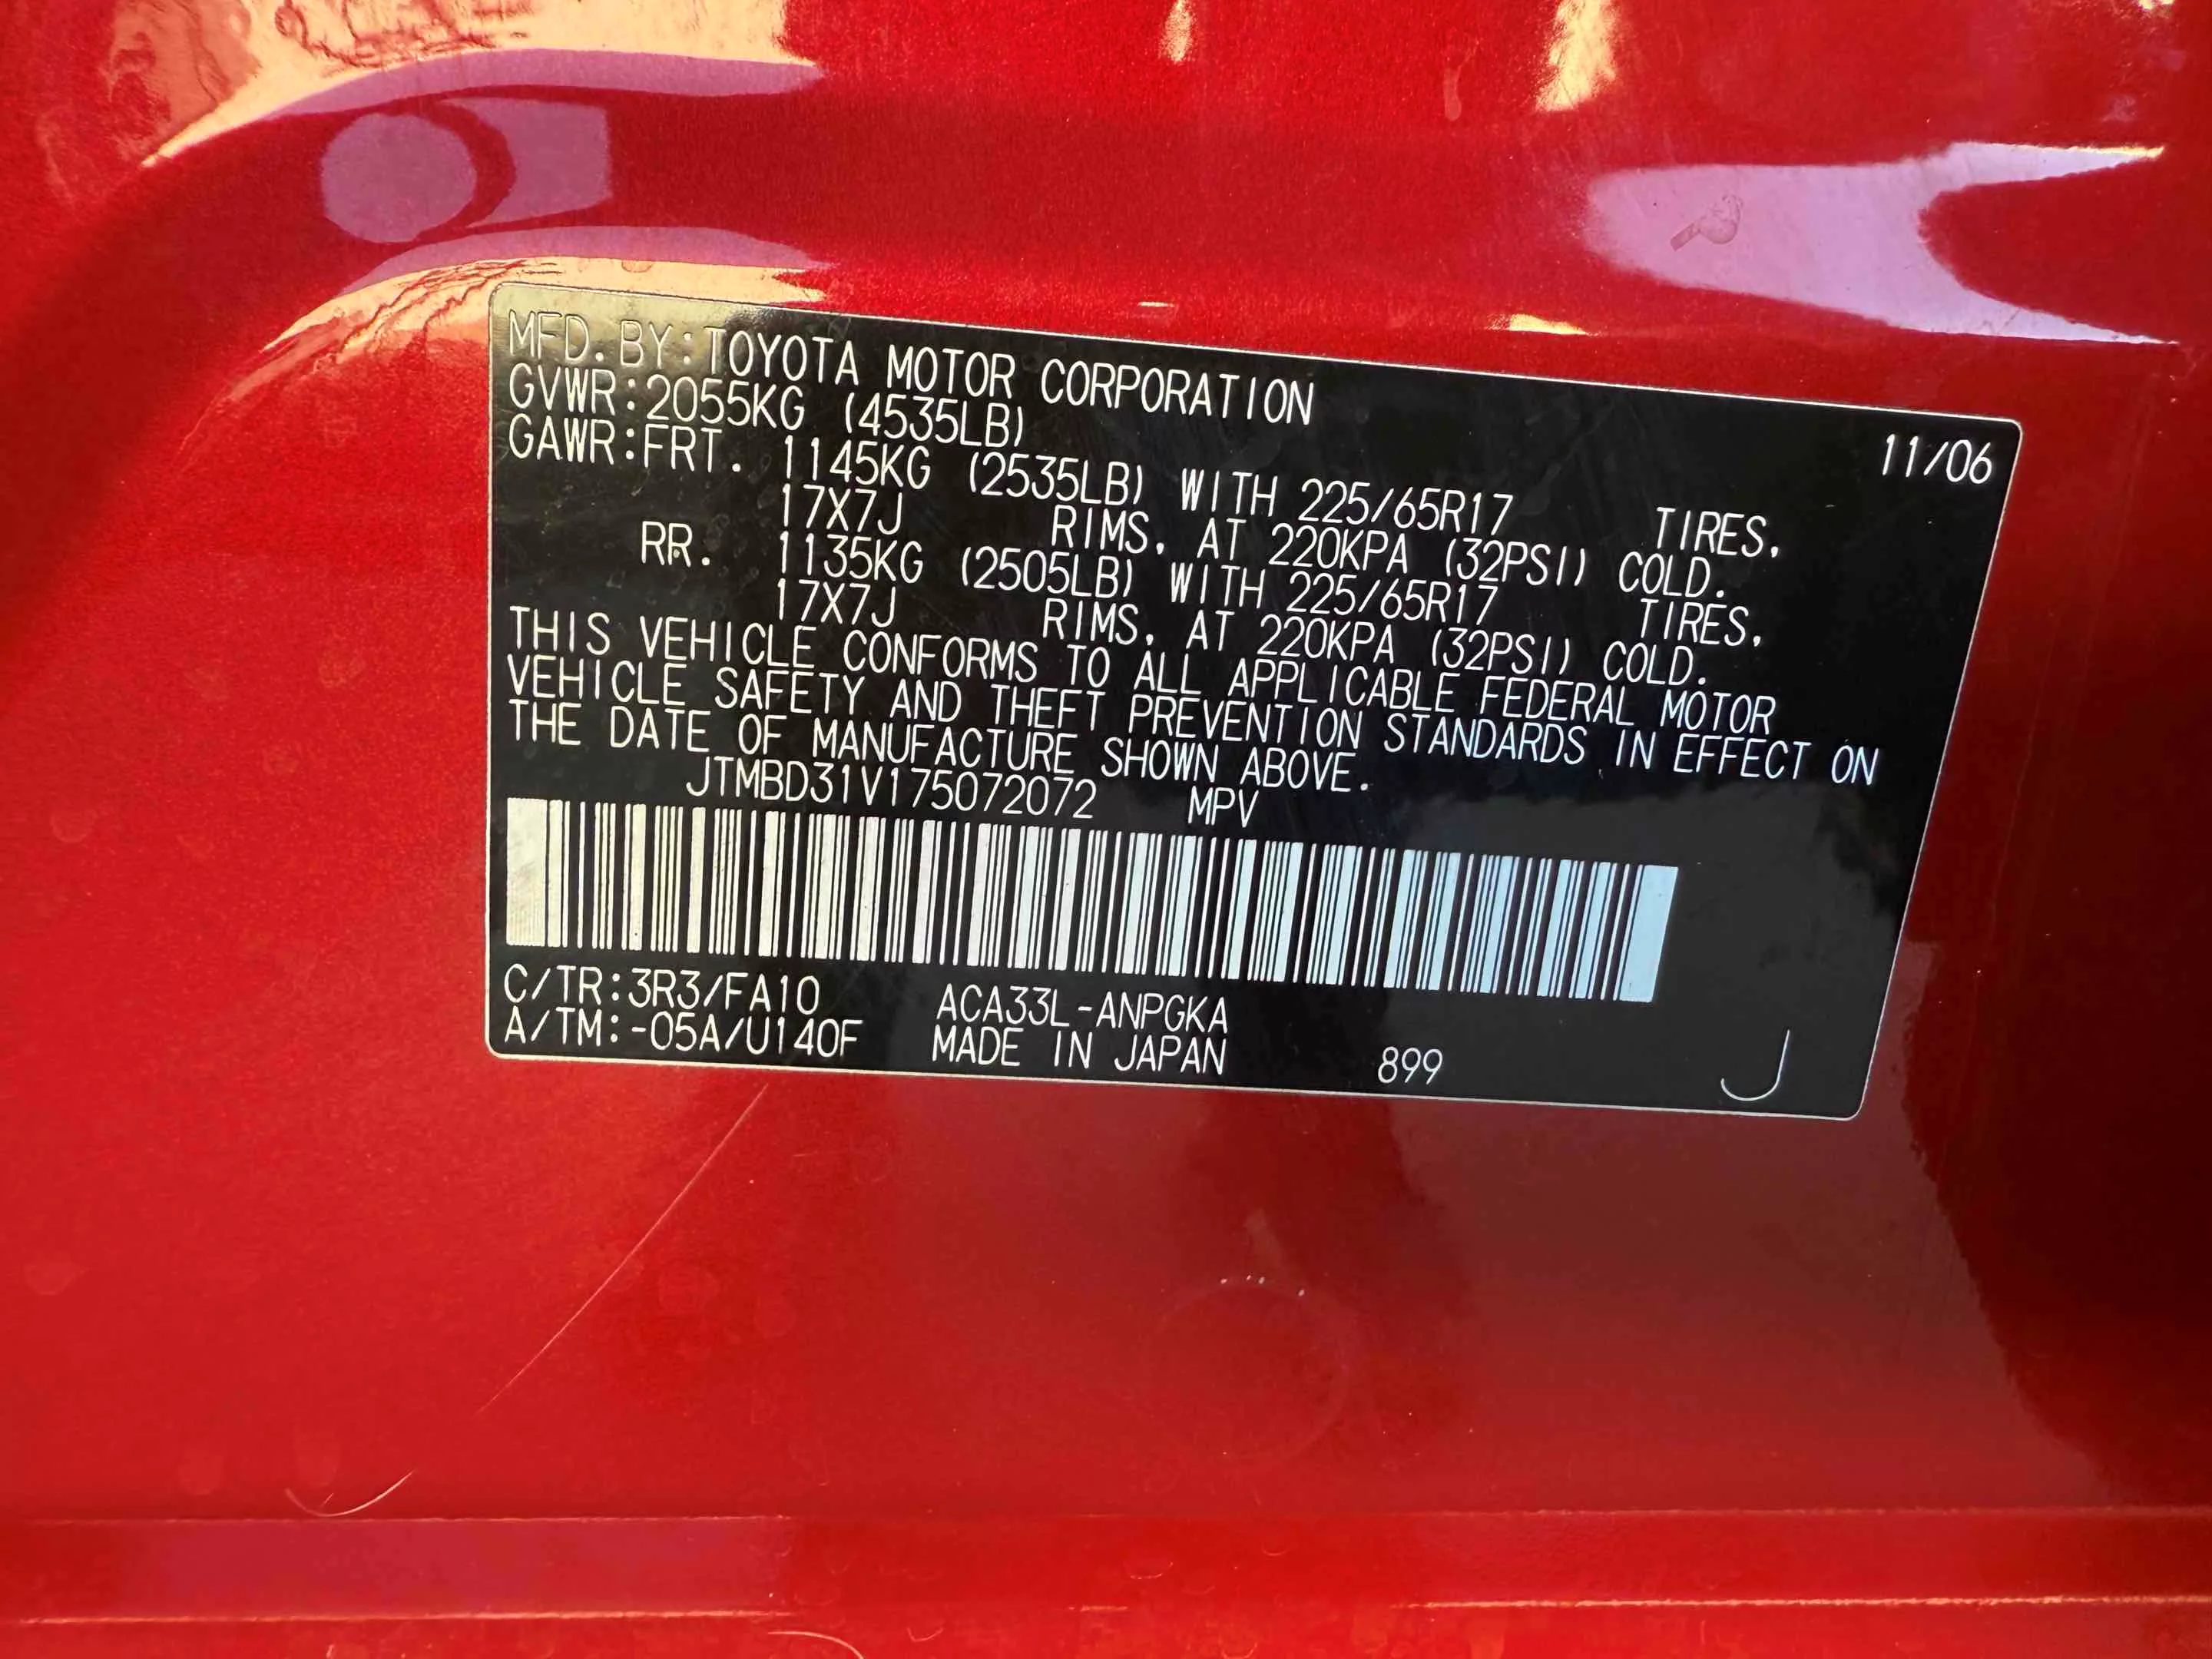 MFD. BY:TOYOTA MOTOR CORPORATION
11/06
GVWR:2055KG (4535LB)
GAWR:FRT. 1145KG (2535LB) WITH 225/65R17 TIRES,
17X7J RIMS, AT 220KPA (32PSI) COLD.
RR. 1135KG (2505LB) WITH 225/65R17 TIRES,
17X7J RIMS, AT 220KPA (32PSI) COLD.
THIS VEHICLE CONFORMS TO ALL APPLICABLE FEDERAL MOTOR
VEHICLE SAFETY AND THEFT PREVENTION STANDARDS IN EFFECT ON
THE DATE OF MANUFACTURE SHOWN ABOVE.
JTMBD31V175072072 MPV
C/TR:3R3/FA10 ACA33L-ANPGKA
A/TM:-05A/U140F MADE IN JAPAN 899 J